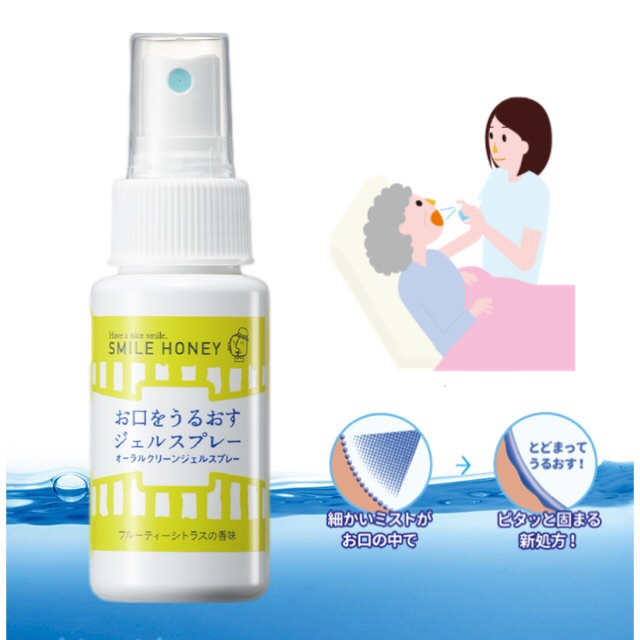 Have a nice smile.
SMILE HONEY
お口をうるおす
ジェルスプレー
オーラルクリーンジェルスプレー
フルーティーシトラスの香味
とどまって
うるおす!
細かいミストが
お口の中で
ピタッと固まる
新処方!